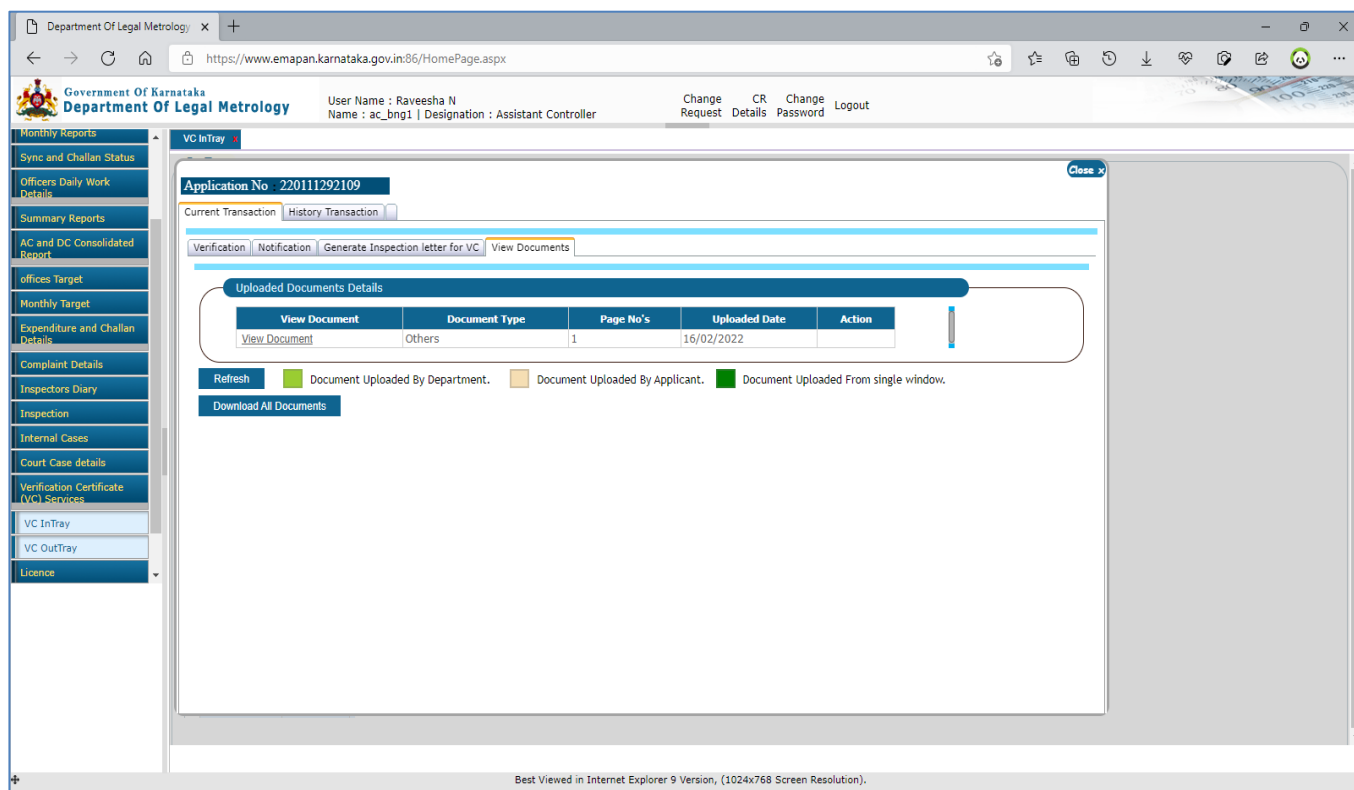 Department Of Legal Metrology
https://www.emapan.karnataka.gov.in:86/HomePage.aspx
Government Of Karnataka
Department Of Legal Metrology
User Name : Raveesha N
Name : ac_bng1 | Designation : Assistant Controller
Change Request
CR Details
Change Password
Logout
Monthly Reports
Sync and Challan Status
Officers Daily Work
Details
Summary Reports
AC and DC Consolidated
Report
offices Target
Monthly Target
Expenditure and Challan
Details
Complaint Details
Inspectors Diary
Inspection
Internal Cases
Court Case details
Verification Certificate
(VC) Services
VC InTray
VC OutTray
Licence
VC InTray x
Close x
Application No : 220111292109
Current Transaction History Transaction
Verification Notification Generate Inspection letter for VC View Documents
Uploaded Documents Details
View Document Document Type Page No's Uploaded Date Action
View Document Others 1 16/02/2022
Refresh Document Uploaded By Department. Document Uploaded By Applicant. Document Uploaded From single window.
Download All Documents
Best Viewed in Internet Explorer 9 Version, (1024x768 Screen Resolution).